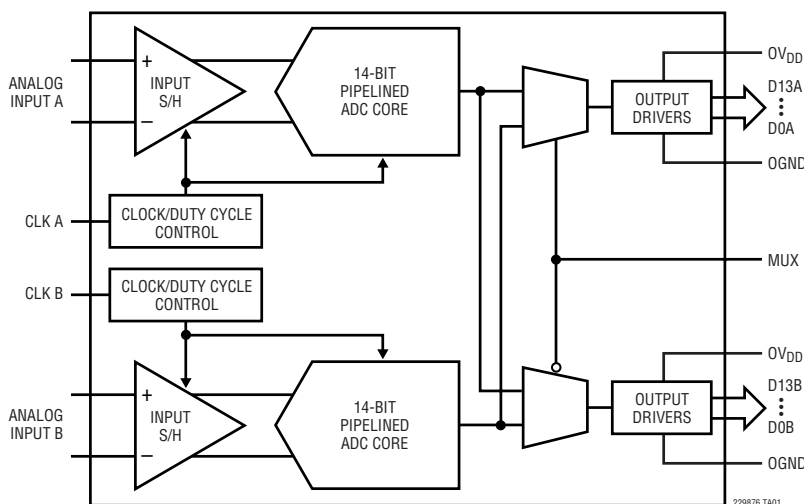 ANALOG
INPUT A
+
−
INPUT
S/H
14-BIT
PIPELINED
ADC CORE
OUTPUT
DRIVERS
OVDD
D13A
⋮
D0A
OGND
CLK A
CLOCK/DUTY CYCLE
CONTROL
MUX
CLK B
CLOCK/DUTY CYCLE
CONTROL
ANALOG
INPUT B
+
−
INPUT
S/H
14-BIT
PIPELINED
ADC CORE
OUTPUT
DRIVERS
OVDD
D13B
⋮
D0B
OGND
229876 TA01